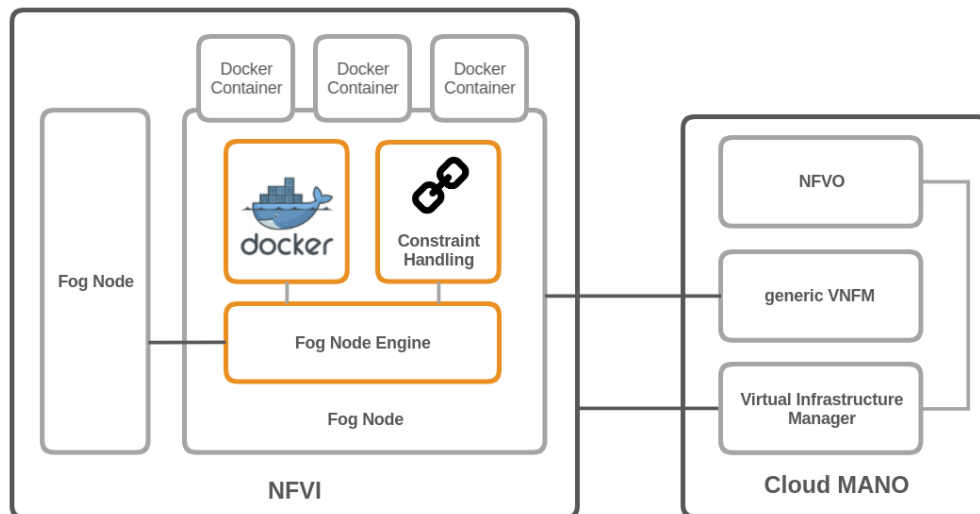 Docker
Container
Docker
Container
Docker
Container
docker
Constraint
Handling
Fog Node
Fog Node Engine
Fog Node
NFVI
NFVO
generic VNFM
Virtual Infrastructure
Manager
Cloud MANO